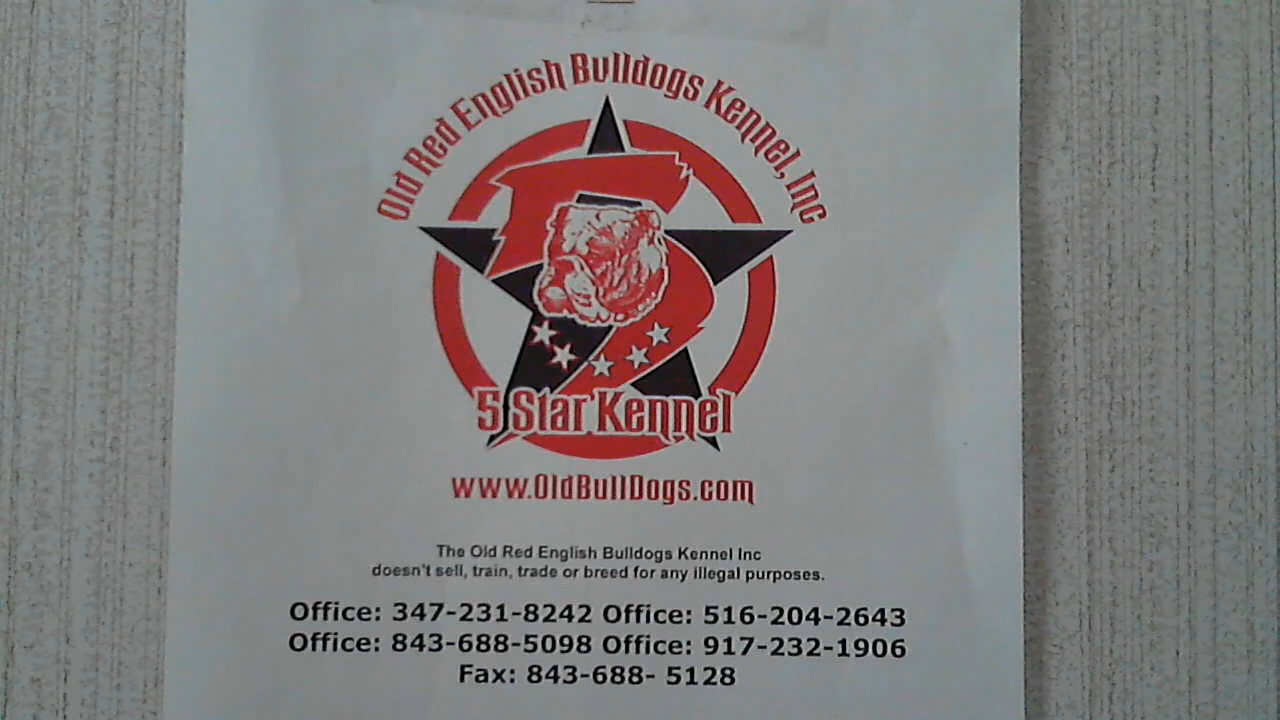 Old Red English Bulldogs Kennel, Inc
5 Star Kennel
www.OldBullDogs.com
The Old Red English Bulldogs Kennel Inc
doesn't sell, train, trade or breed for any illegal purposes.
Office: 347-231-8242 Office: 516-204-2643
Office: 843-688-5098 Office: 917-232-1906
Fax: 843-688- 5128